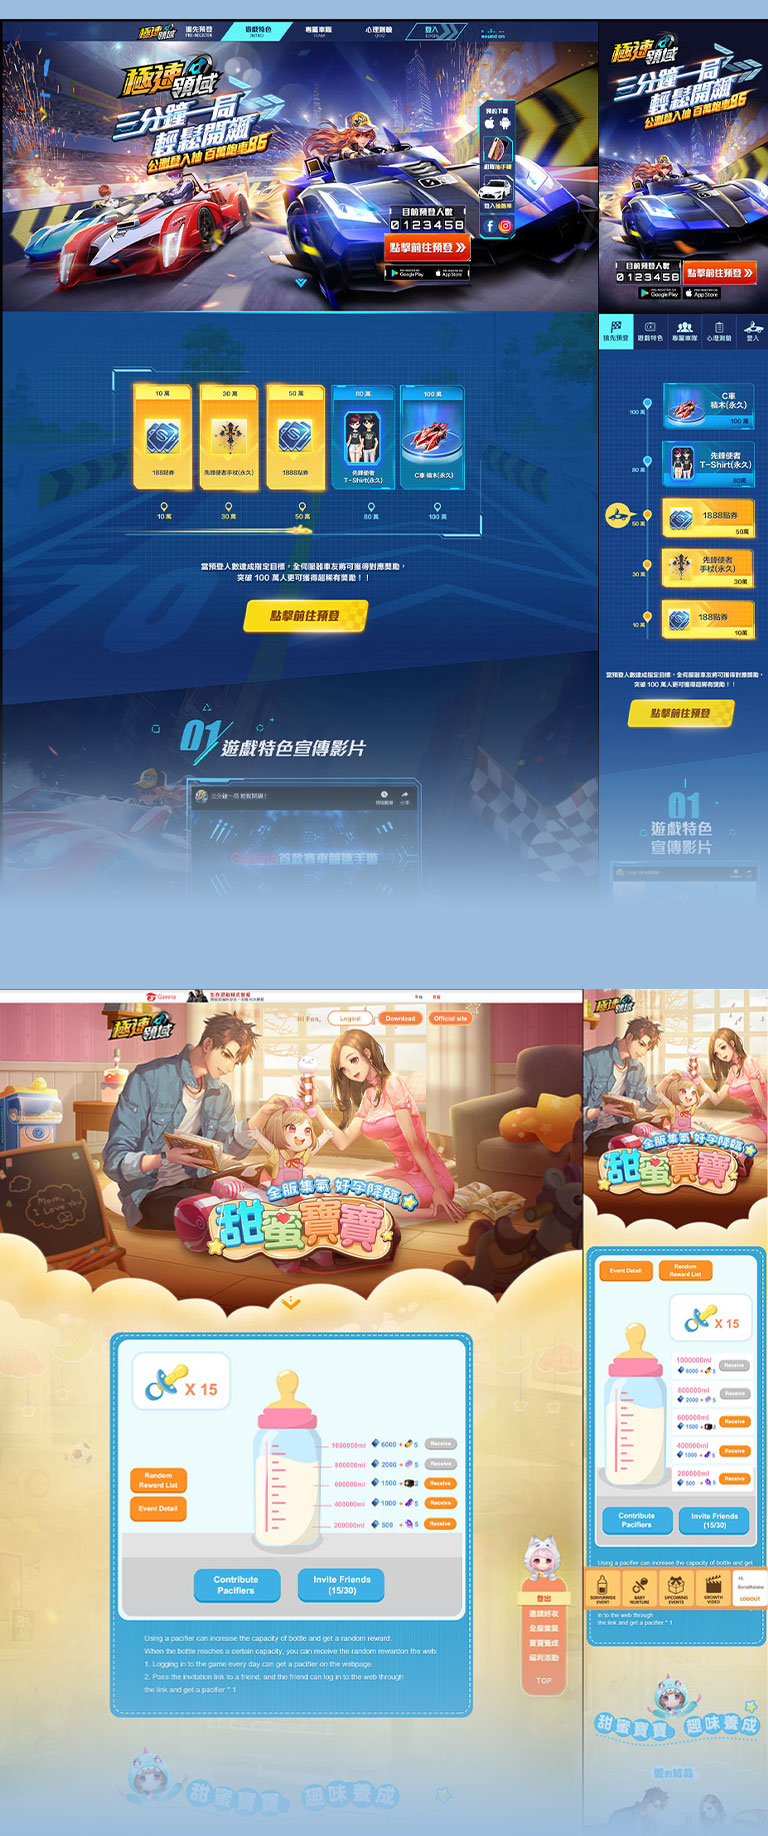 極速領域
搶先預登
PRE-REGISTER
遊戲特色
INTRO
專屬車隊
TEAM
心理測驗
QUIZ
登入
LOGIN
sound on
極速領域
三分鐘一局
輕鬆開飆
公測登入抽 百萬跑車86
預約下載
組隊抽手機
登入抽跑車
目前預登人數
0123458
點擊前往預登
Google Play
App Store
10 萬
30 萬
50 萬
80 萬
100 萬
188點券
先鋒使者手杖(永久)
1888點券
先鋒使者
T-Shirt(永久)
C車 積木(永久)
10 萬
30 萬
50 萬
80 萬
100 萬
當預登人數達成指定目標，全伺服器車友將可獲得對應獎勵，
突破 100 萬人更可獲得超稀有獎勵！！
點擊前往預登
01
遊戲特色宣傳影片
三分鐘一局 輕鬆開飆！
稍後觀看
分享
Garena首款賽車競速手遊
極速領域
三分鐘一局
輕鬆開飆
公測登入抽 百萬跑車86
目前預登人數
0123458
點擊前往預登
Google Play
App Store
搶先預登
遊戲特色
專屬車隊
心理測驗
登入
C車
積木(永久)
100 萬
100 萬
先鋒使者
T-Shirt(永久)
80萬
80 萬
1888點券
50萬
50 萬
先鋒使者
手杖(永久)
30萬
30 萬
188點券
10萬
10 萬
當預登人數達成指定目標，全伺服器車友將可獲得對應獎勵，
突破 100 萬人更可獲得超稀有獎勵！！
點擊前往預登
01
遊戲特色
宣傳影片
Garena
極速領域
Hi Fan,
Logout
Download
Official site
Mom,
I Love You
全服集氣 好孕降臨
甜蜜寶寶
X 15
Random
Reward List
Event Detail
1600000ml
6000 + 5
Receive
800000ml
2000 + 5
Receive
600000ml
1500 + 2
Receive
400000ml
1000 + 5
Receive
200000ml
500 + 5
Receive
Contribute
Pacifiers
Invite Friends
(15/30)
Using a pacifier can increase the capacity of bottle and get a random reward.
When the bottle reaches a certain capacity, you can receive the random rewardon the web.
1. Logging in to the game every day can get a pacifier on the webpage.
2. Pass the invitation link to a friend, and the friend can log in to the web through
the link and get a pacifier * 1
登出
邀請好友
全服集氣
寶寶養成
福利活動
TOP
甜蜜寶寶 趣味養成
極速領域
全服集氣 好孕降臨
甜蜜寶寶
Event Detail
Random
Reward List
X 15
1000000ml
6000 + 5
Receive
800000ml
2000 + 5
Receive
600000ml
1500 + 2
Receive
400000ml
1000 + 5
Receive
200000ml
500 + 5
Receive
Contribute
Pacifiers
Invite Friends
(15/30)
Using a pacifier can increase the capacity of bottle and get
SERVERWIDE
EVENT
BABY
NURTURE
UPCOMING
EVENTS
GROWTH
VIDEO
Hi,
LOGOUT
in to the web through
the link and get a pacifier * 1
甜蜜寶寶 趣味養成
愛的結晶